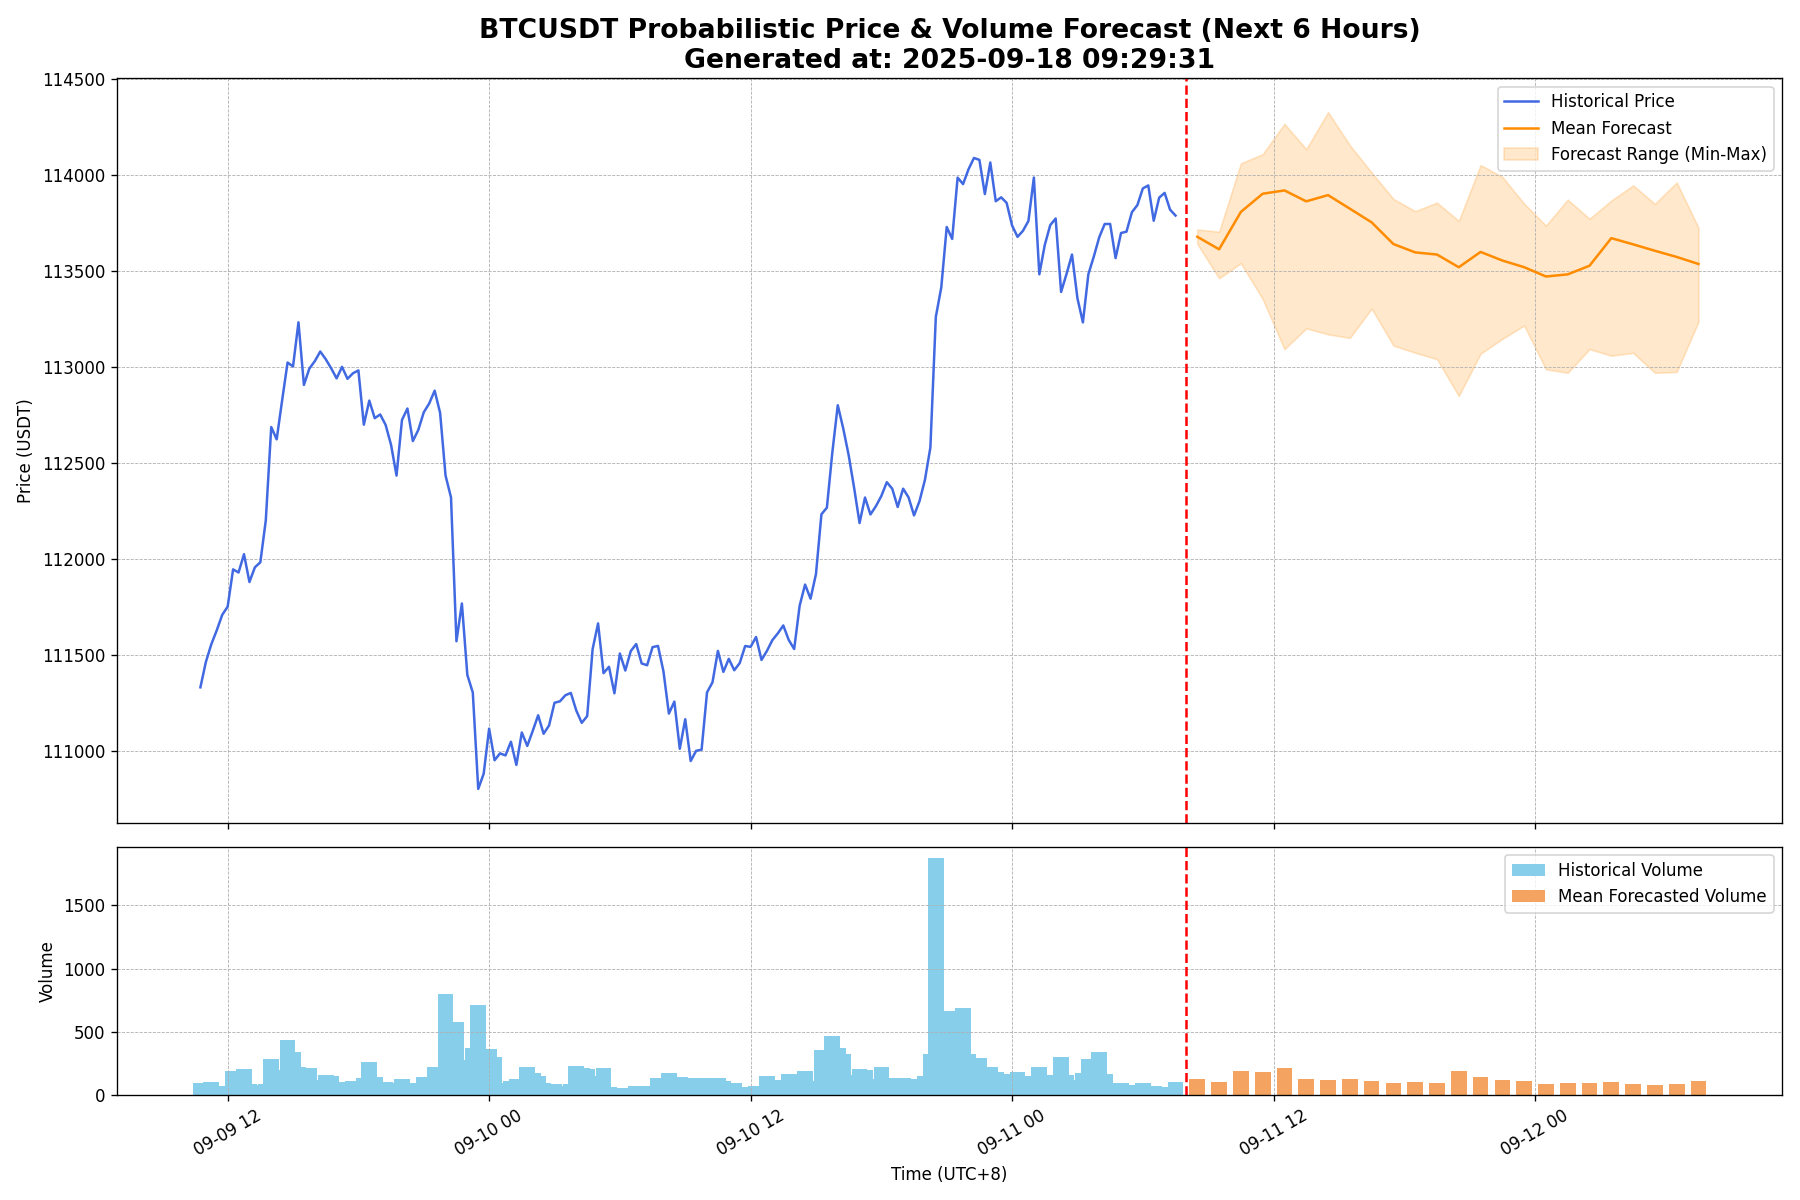 BTCUSDT Probabilistic Price & Volume Forecast (Next 6 Hours)
Generated at: 2025-09-18 09:29:31
114500
114000
113500
113000
112500
112000
111500
111000
Price (USDT)
Historical Price
Mean Forecast
Forecast Range (Min-Max)
1500
1000
500
0
Volume
Historical Volume
Mean Forecasted Volume
09-09 12
09-10 00
09-10 12
09-11 00
09-11 12
09-12 00
Time (UTC+8)